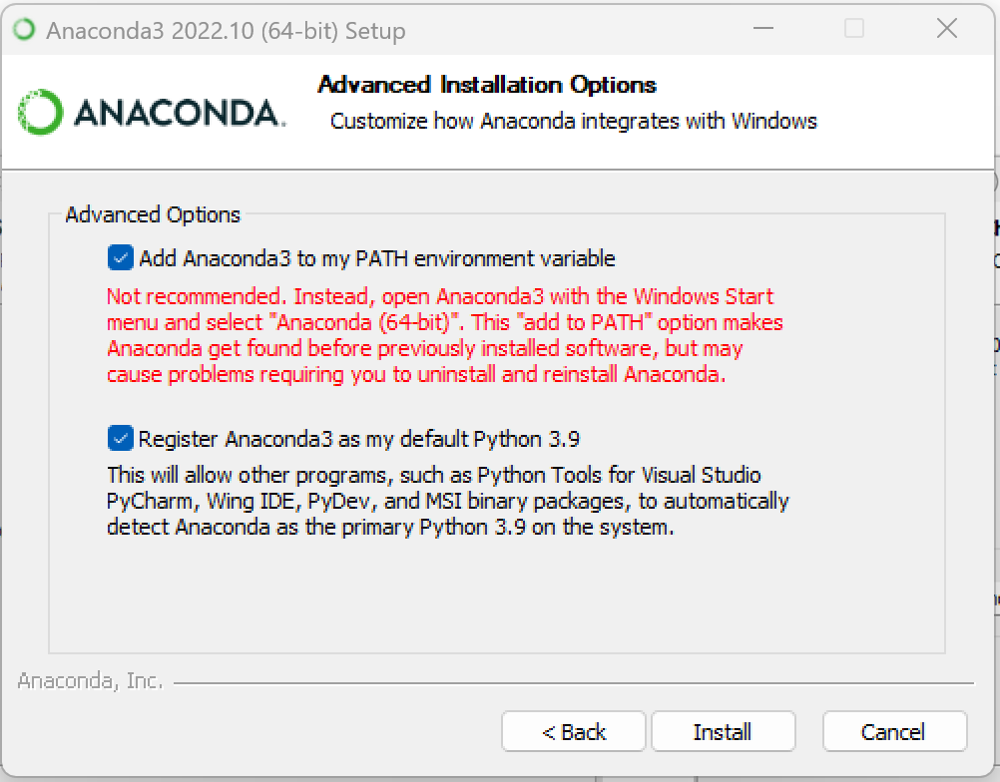 Anaconda3 2022.10 (64-bit) Setup
ANACONDA.
Advanced Installation Options
Customize how Anaconda integrates with Windows
Advanced Options
Add Anaconda3 to my PATH environment variable
Not recommended. Instead, open Anaconda3 with the Windows Start
menu and select "Anaconda (64-bit)". This "add to PATH" option makes
Anaconda get found before previously installed software, but may
cause problems requiring you to uninstall and reinstall Anaconda.
Register Anaconda3 as my default Python 3.9
This will allow other programs, such as Python Tools for Visual Studio
PyCharm, Wing IDE, PyDev, and MSI binary packages, to automatically
detect Anaconda as the primary Python 3.9 on the system.
Anaconda, Inc.
< Back Install Cancel